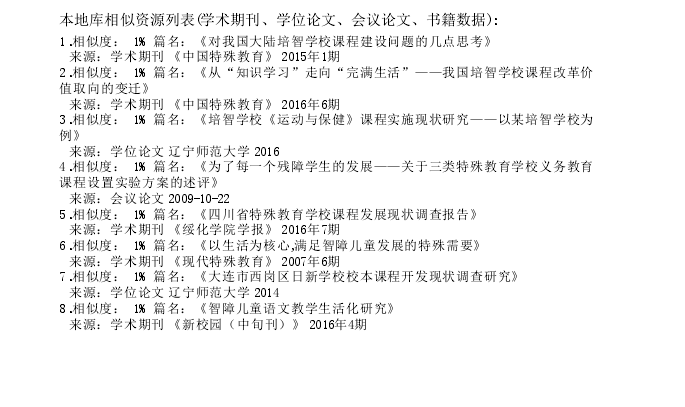 本地库相似资源列表(学术期刊、学位论文、会议论文、书籍数据):
1.相似度: 1% 篇名:《对我国大陆培智学校课程建设问题的几点思考》
来源: 学术期刊 《中国特殊教育》 2015年1期
2.相似度: 1% 篇名:《从“知识学习”走向“完满生活”——我国培智学校课程改革价
值取向的变迁》
来源: 学术期刊 《中国特殊教育》 2016年6期
3.相似度: 1% 篇名:《培智学校《运动与保健》课程实施现状研究——以某培智学校为
例》
来源: 学位论文 辽宁师范大学 2016
4.相似度: 1% 篇名:《为了每一个残障学生的发展——关于三类特殊教育学校义务教育
课程设置实验方案的述评》
来源: 会议论文 2009-10-22
5.相似度: 1% 篇名:《四川省特殊教育学校课程发展现状调查报告》
来源: 学术期刊 《绥化学院学报》 2016年7期
6.相似度: 1% 篇名:《以生活为核心,满足智障儿童发展的特殊需要》
来源: 学术期刊 《现代特殊教育》 2007年6期
7.相似度: 1% 篇名:《大连市西岗区日新学校校本课程开发现状调查研究》
来源: 学位论文 辽宁师范大学 2014
8.相似度: 1% 篇名:《智障儿童语文教学生活化研究》
来源: 学术期刊 《新校园(中旬刊)》 2016年4期